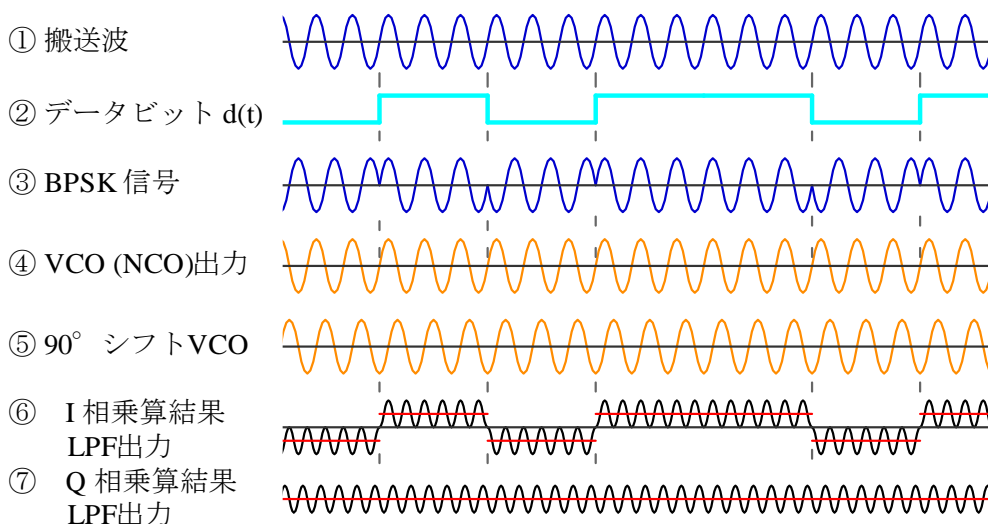 ① 搬送波
② データビット d(t)
③ BPSK 信号
④ VCO (NCO)出力
⑤ 90° シフトVCO
⑥ I 相乗算結果
LPF出力
⑦ Q 相乗算結果
LPF出力